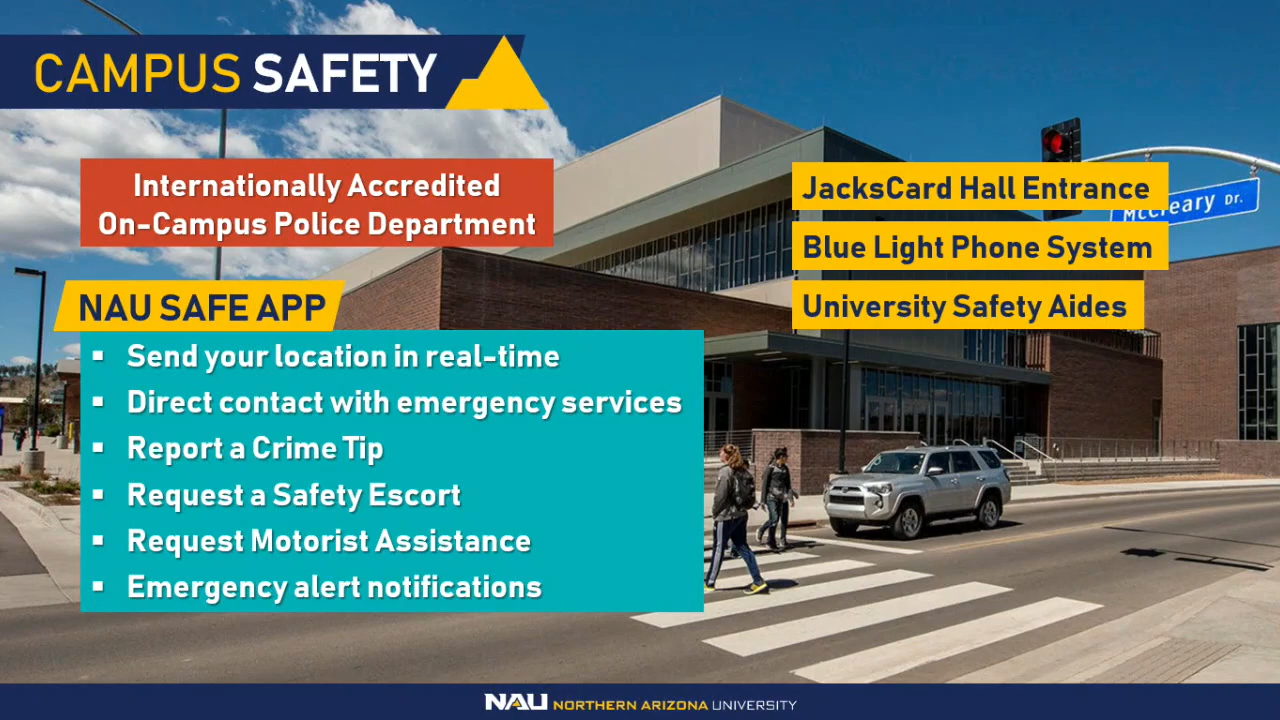 CAMPUS SAFETY
Internationally Accredited
On-Campus Police Department
NAU SAFE APP
▪ Send your location in real-time
▪ Direct contact with emergency services
▪ Report a Crime Tip
▪ Request a Safety Escort
▪ Request Motorist Assistance
▪ Emergency alert notifications
JacksCard Hall Entrance
McCreary Dr.
Blue Light Phone System
University Safety Aides
NAU NORTHERN ARIZONA UNIVERSITY